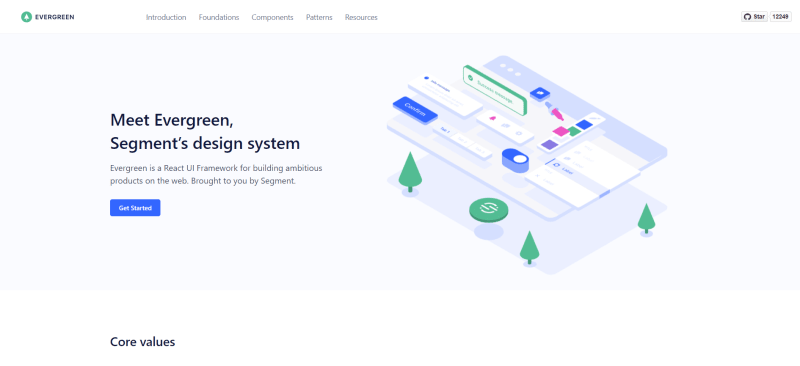 EVERGREEN
Introduction
Foundations
Components
Patterns
Resources
Star
12249
Meet Evergreen,
Segment's design system
Evergreen is a React UI Framework for building ambitious
products on the web. Brought to you by Segment.
Get Started
Confirm
Core values